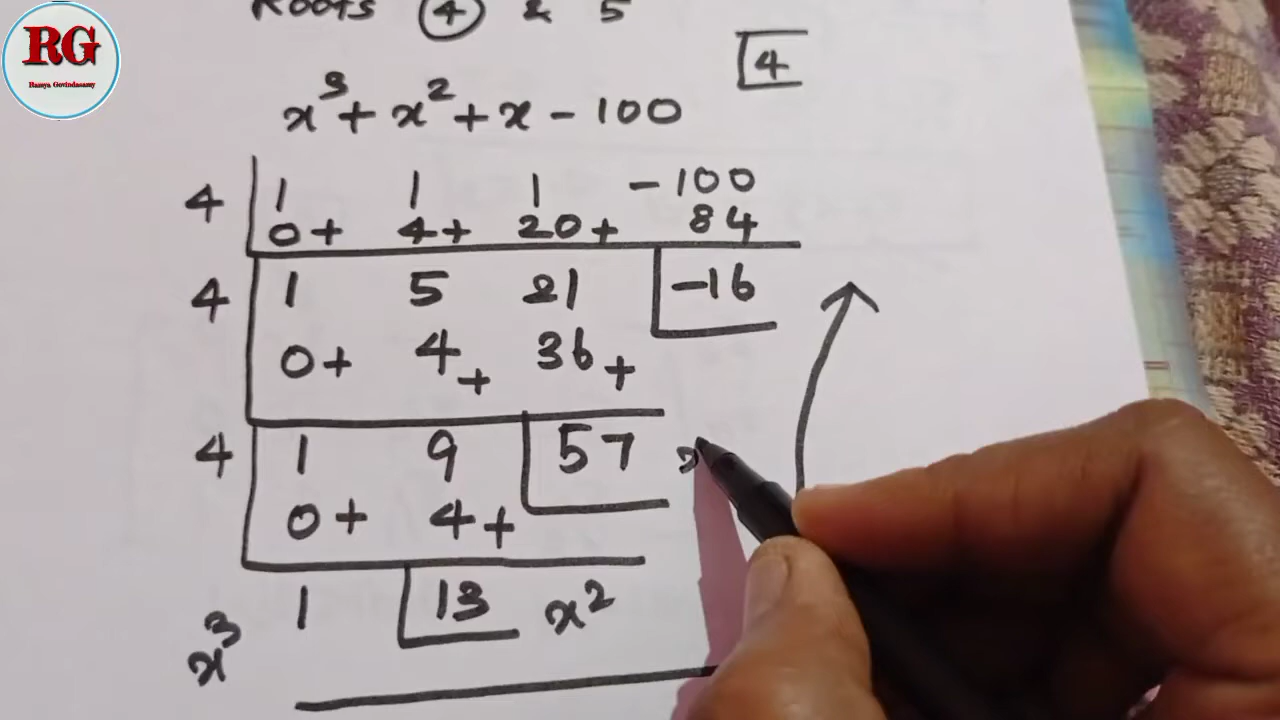 RG
Ramya Govindasamy
Roots 4 & 5
4
x³ + x² + x - 100
4 1 1 1 -100
0+ 4+ 20+ 84
4 1 5 21 -16
0+ 4+ 36+
4 1 9 57 x
0+ 4+
x³ 1 13 x²